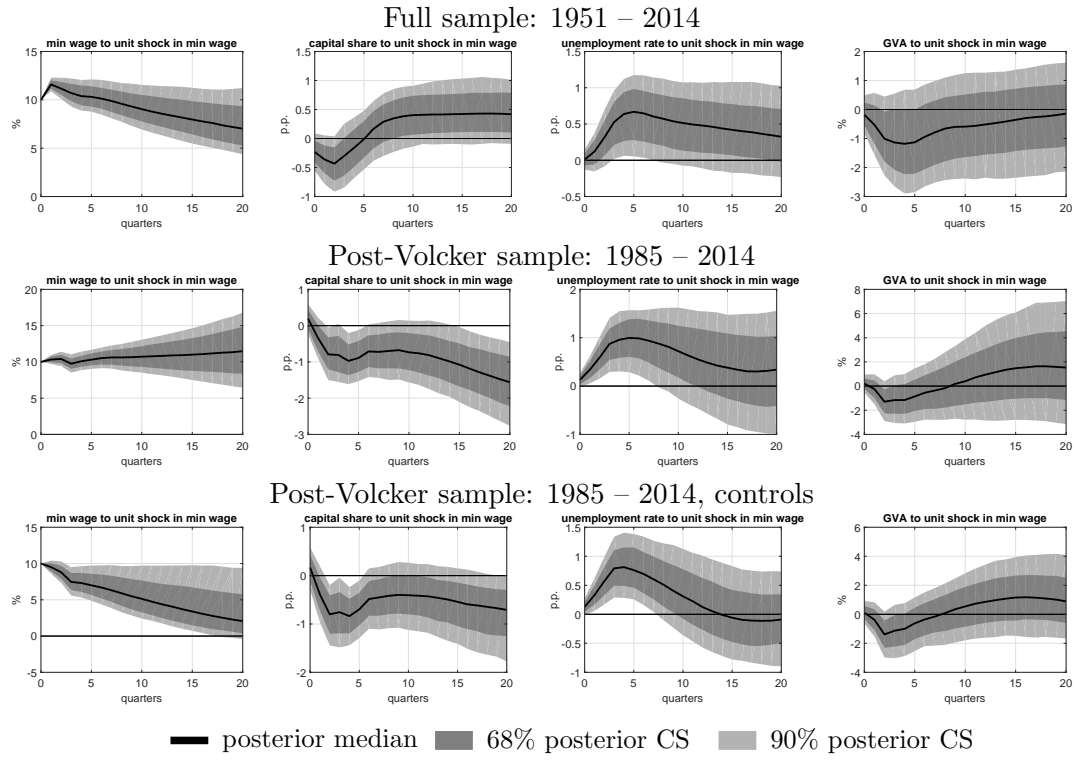 Full sample: 1951 – 2014
min wage to unit shock in min wage
15
10
5
0
%
0 5 10 15 20
quarters
capital share to unit shock in min wage
1
0.5
0
-0.5
-1
p.p.
0 5 10 15 20
quarters
unemployment rate to unit shock in min wage
1.5
1
0.5
0
-0.5
p.p.
0 5 10 15 20
quarters
GVA to unit shock in min wage
2
1
0
-1
-2
-3
%
0 5 10 15 20
quarters
Post-Volcker sample: 1985 – 2014
min wage to unit shock in min wage
20
15
10
5
0
%
0 5 10 15 20
quarters
capital share to unit shock in min wage
1
0
-1
-2
-3
p.p.
0 5 10 15 20
quarters
unemployment rate to unit shock in min wage
2
1
0
-1
p.p.
0 5 10 15 20
quarters
GVA to unit shock in min wage
8
6
4
2
0
-2
-4
%
0 5 10 15 20
quarters
Post-Volcker sample: 1985 – 2014, controls
min wage to unit shock in min wage
15
10
5
0
-5
%
0 5 10 15 20
quarters
capital share to unit shock in min wage
1
0
-1
-2
p.p.
0 5 10 15 20
quarters
unemployment rate to unit shock in min wage
1.5
1
0.5
0
-0.5
-1
p.p.
0 5 10 15 20
quarters
GVA to unit shock in min wage
6
4
2
0
-2
-4
%
0 5 10 15 20
quarters
posterior median 68% posterior CS 90% posterior CS